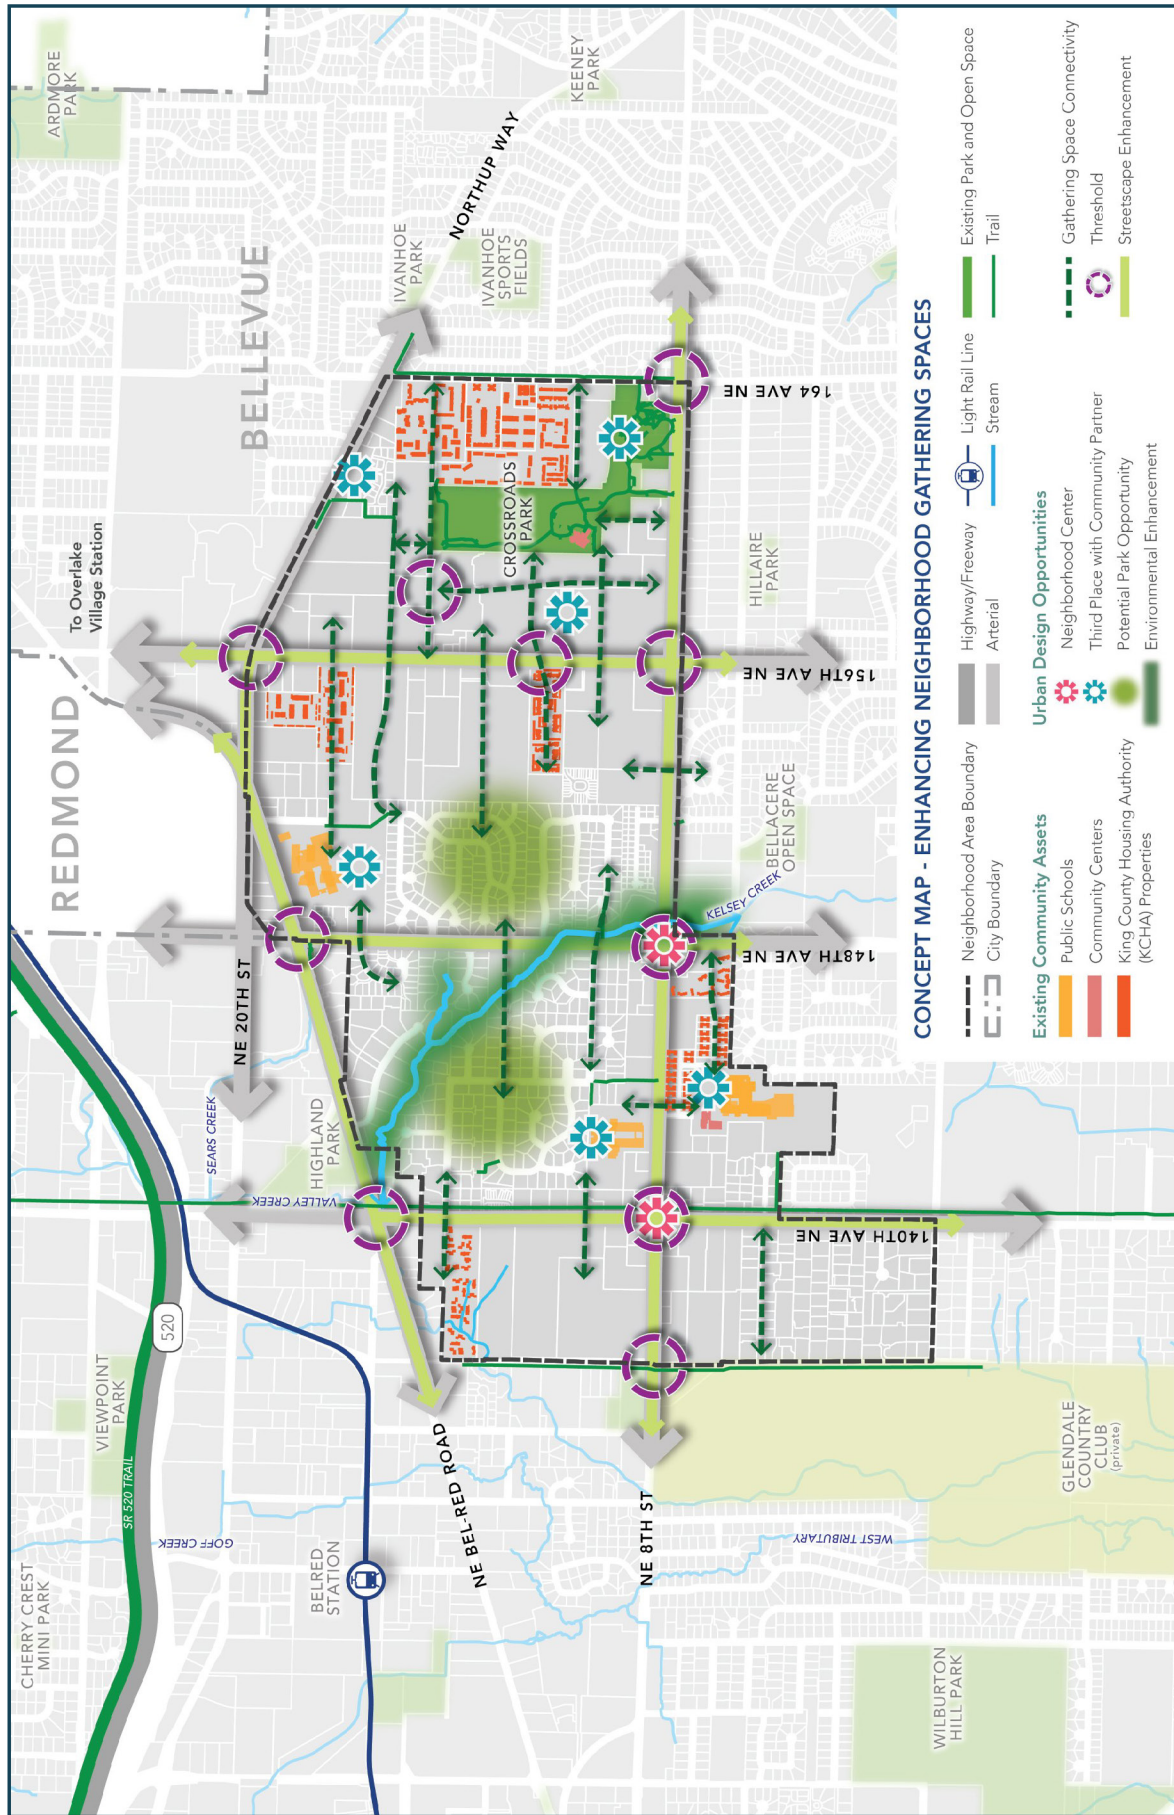 CHERRY CREST
MINI PARK
VIEWPOINT
PARK
SR 520 TRAIL
520
GOFF CREEK
BELRED
STATION
NE BEL-RED ROAD
SEARS CREEK
VALLEY CREEK
HIGHLAND
PARK
NE 20TH ST
REDMOND
To Overlake
Village Station
BELLEVUE
ARDMORE
PARK
IVANHOE
PARK
NORTHUP WAY
IVANHOE
SPORTS
FIELDS
KEENEY
PARK
CROSSROADS
PARK
NE 8TH ST
WEST TRIBUTARY
WILBURTON
HILL PARK
GLENDALE
COUNTRY
CLUB
(private)
140TH AVE NE
148TH AVE NE
KELSEY CREEK
BELLACERE
OPEN SPACE
156TH AVE NE
HILLAIRE
PARK
164 AVE NE
CONCEPT MAP - ENHANCING NEIGHBORHOOD GATHERING SPACES
Neighborhood Area Boundary
City Boundary
Highway/Freeway
Arterial
Light Rail Line
Stream
Existing Park and Open Space
Trail
Existing Community Assets
Public Schools
Community Centers
King County Housing Authority
(KCHA) Properties
Urban Design Opportunities
Neighborhood Center
Third Place with Community Partner
Potential Park Opportunity
Environmental Enhancement
Gathering Space Connectivity
Threshold
Streetscape Enhancement